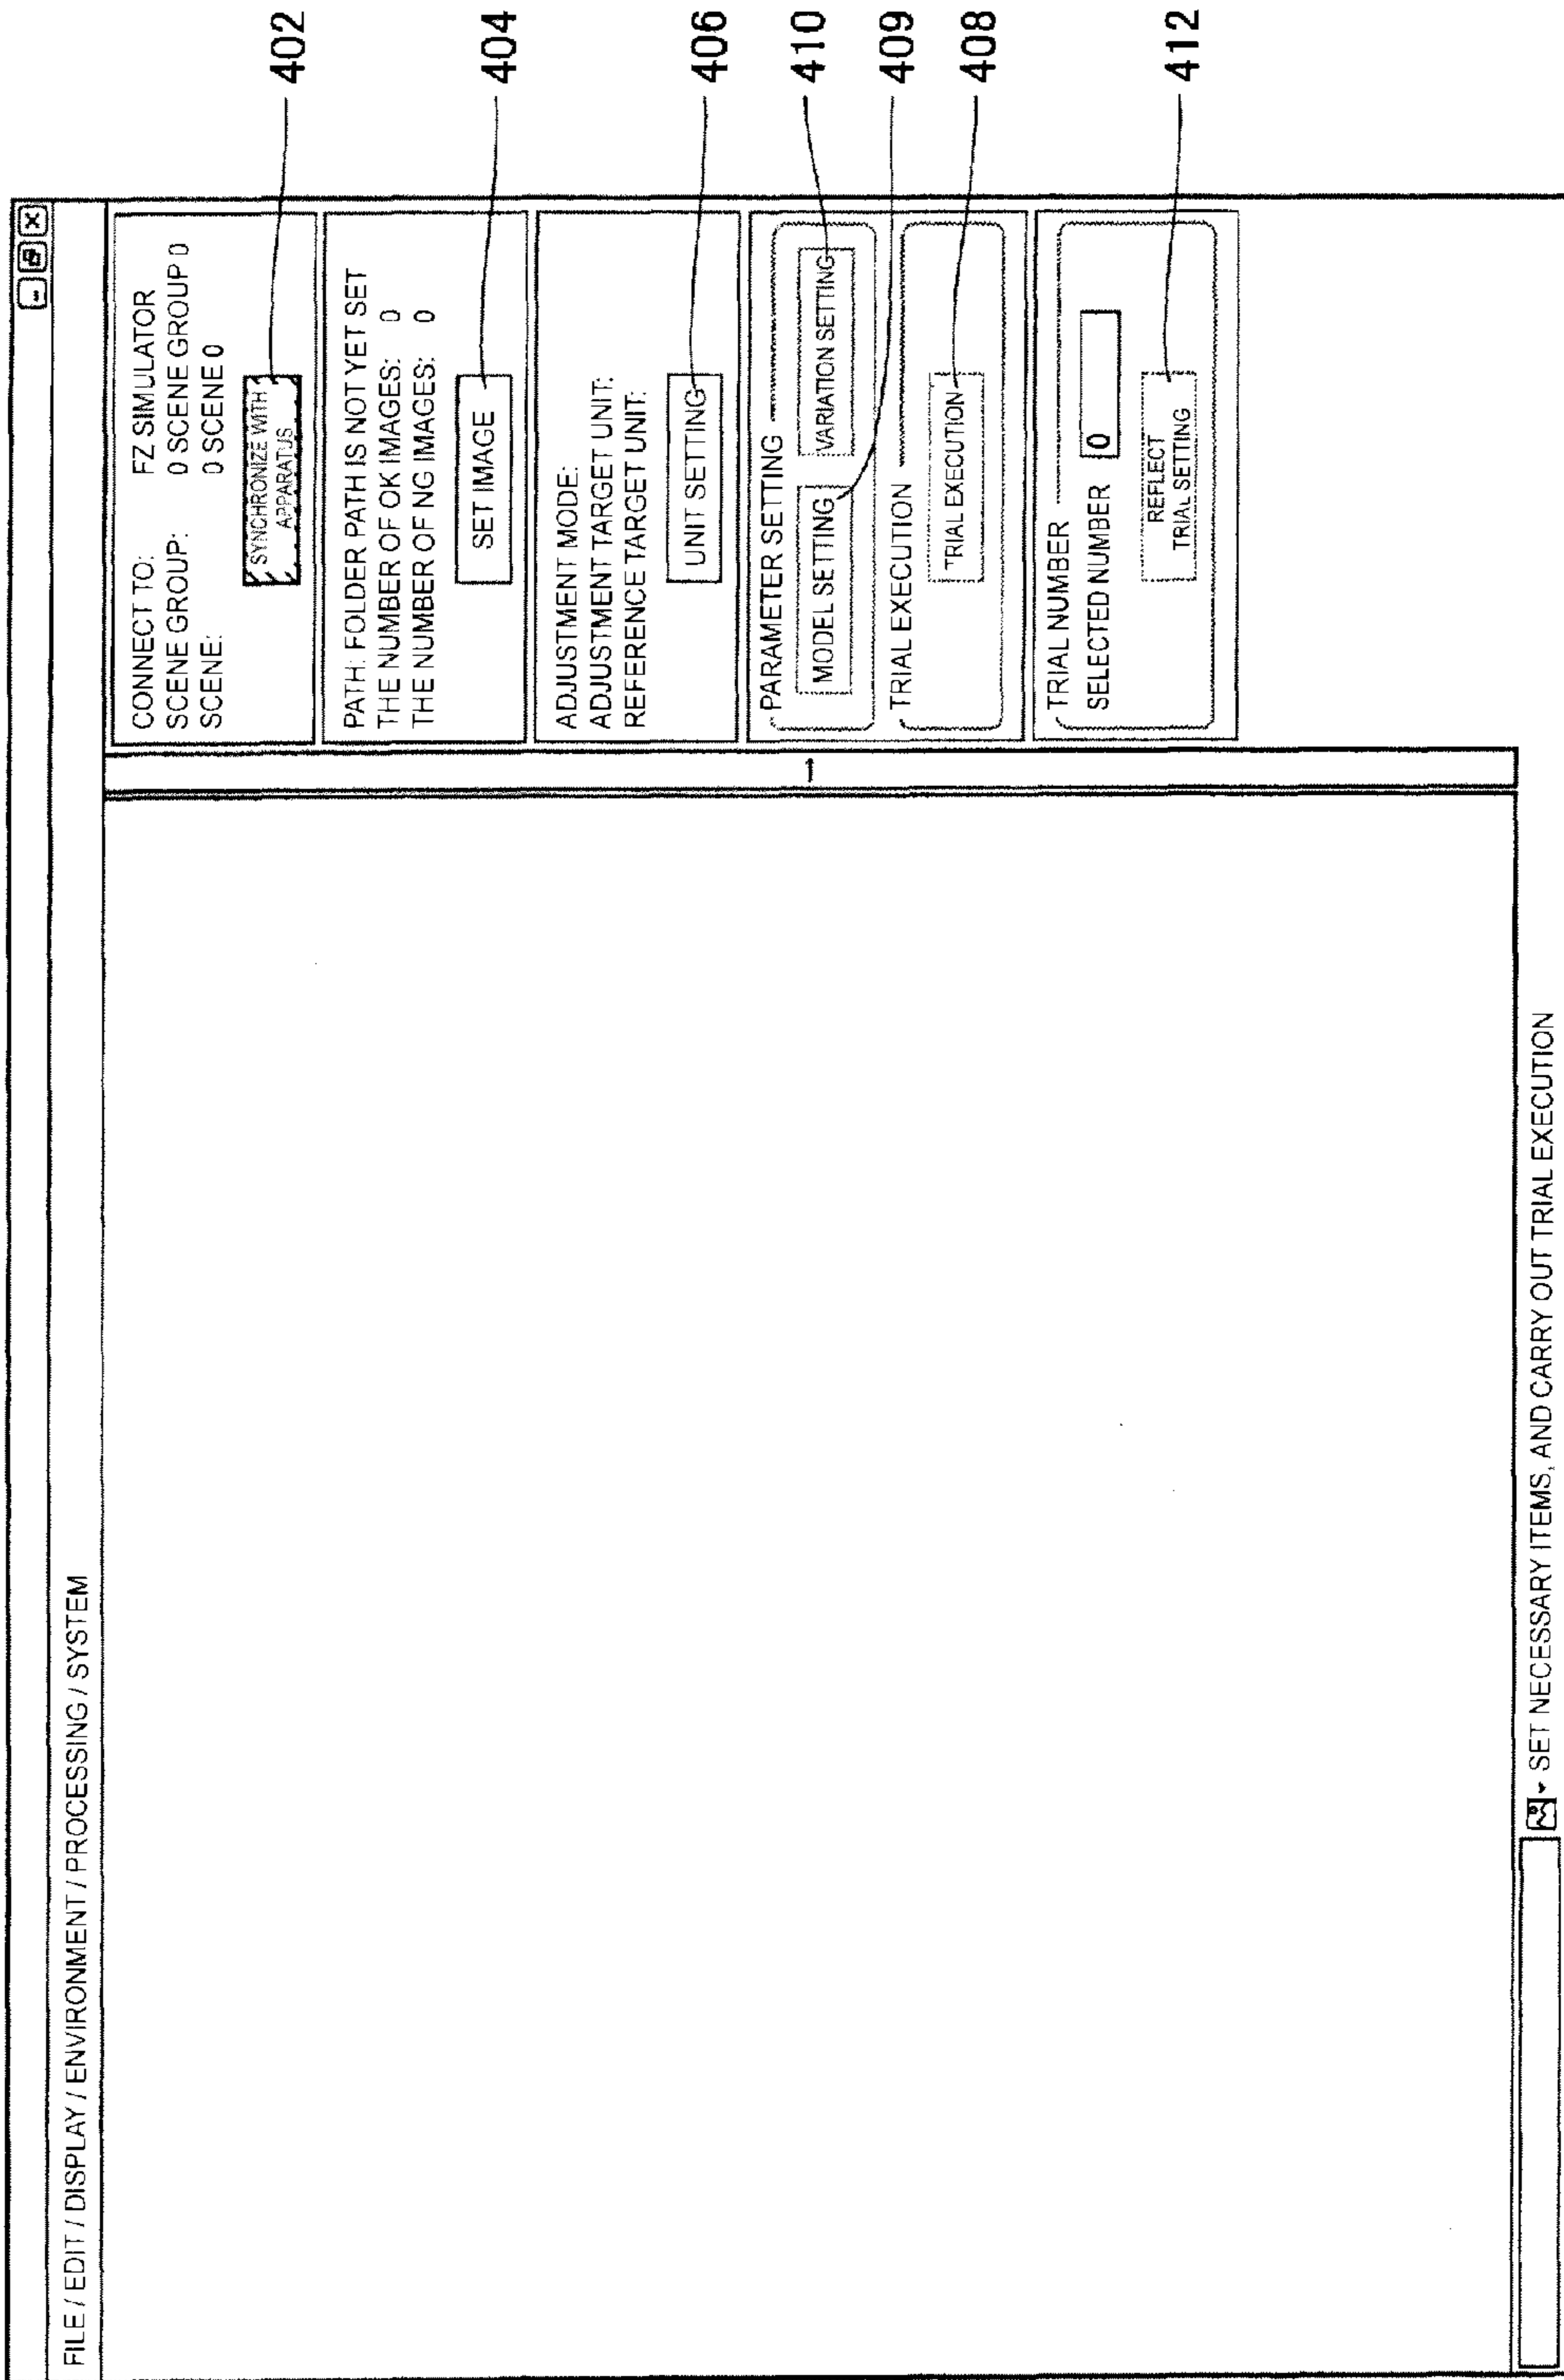 FILE / EDIT / DISPLAY / ENVIRONMENT / PROCESSING / SYSTEM
CONNECT TO: FZ SIMULATOR
SCENE GROUP: 0 SCENE GROUP 0
SCENE: 0 SCENE 0
SYNCHRONIZE WITH
APPARATUS
402
PATH: FOLDER PATH IS NOT YET SET
THE NUMBER OF OK IMAGES: 0
THE NUMBER OF NG IMAGES: 0
SET IMAGE
404
ADJUSTMENT MODE:
ADJUSTMENT TARGET UNIT:
REFERENCE TARGET UNIT:
UNIT SETTING
406
PARAMETER SETTING
MODEL SETTING VARIATION SETTING
410
409
TRIAL EXECUTION
TRIAL EXECUTION
408
TRIAL NUMBER
SELECTED NUMBER 0
REFLECT
TRIAL SETTING
412
SET NECESSARY ITEMS, AND CARRY OUT TRIAL EXECUTION